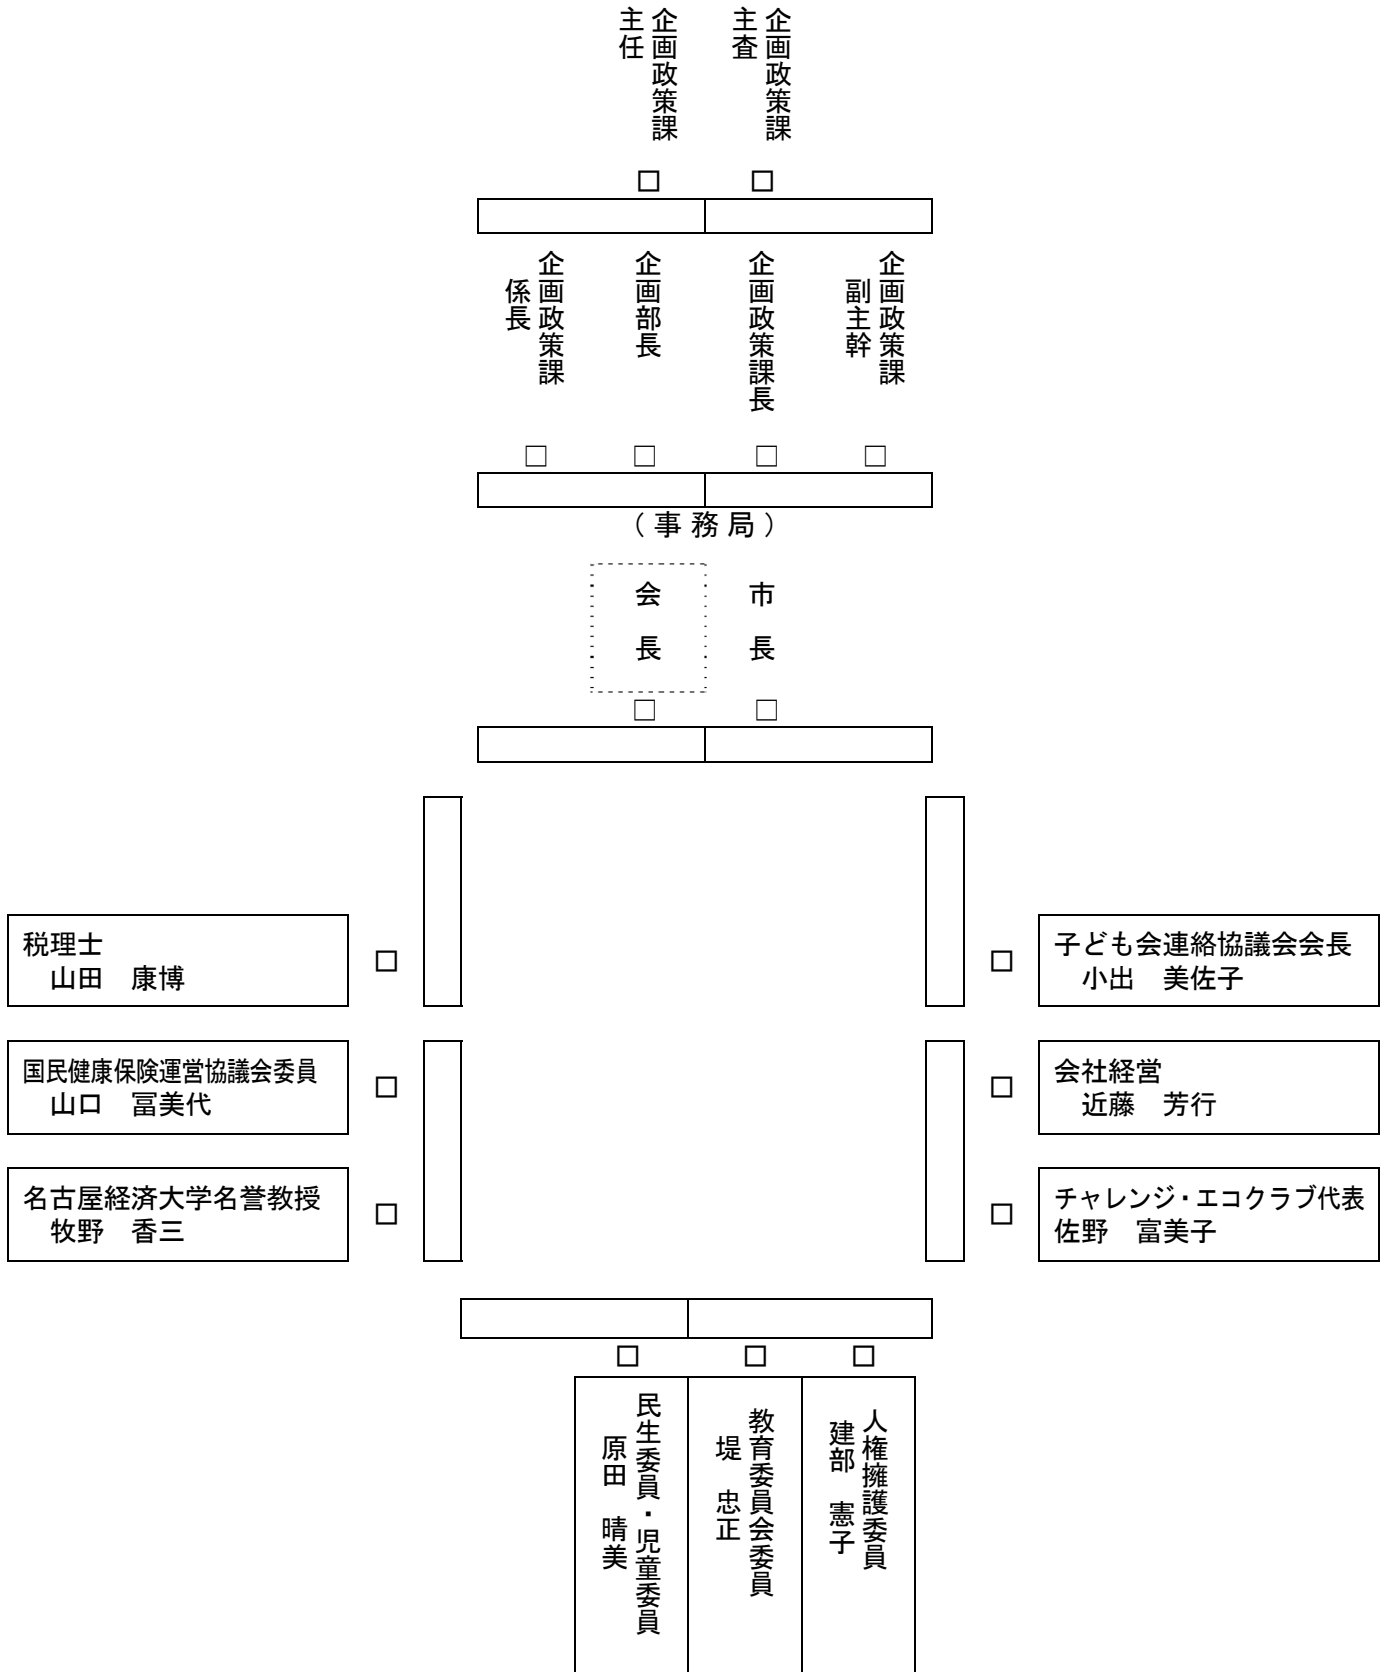 企画政策課
主査
企画政策課
主任
企画政策課
副主幹
企画政策課長
企画部長
企画政策課
係長
（事務局）
市長
会長
税理士
山田　康博
子ども会連絡協議会会長
小出　美佐子
国民健康保険運営協議会委員
山口　冨美代
会社経営
近藤　芳行
名古屋経済大学名誉教授
牧野　香三
チャレンジ・エコクラブ代表
佐野　富美子
人権擁護委員
建部　憲子
教育委員会委員
堤　忠正
民生委員・児童委員
原田　晴美